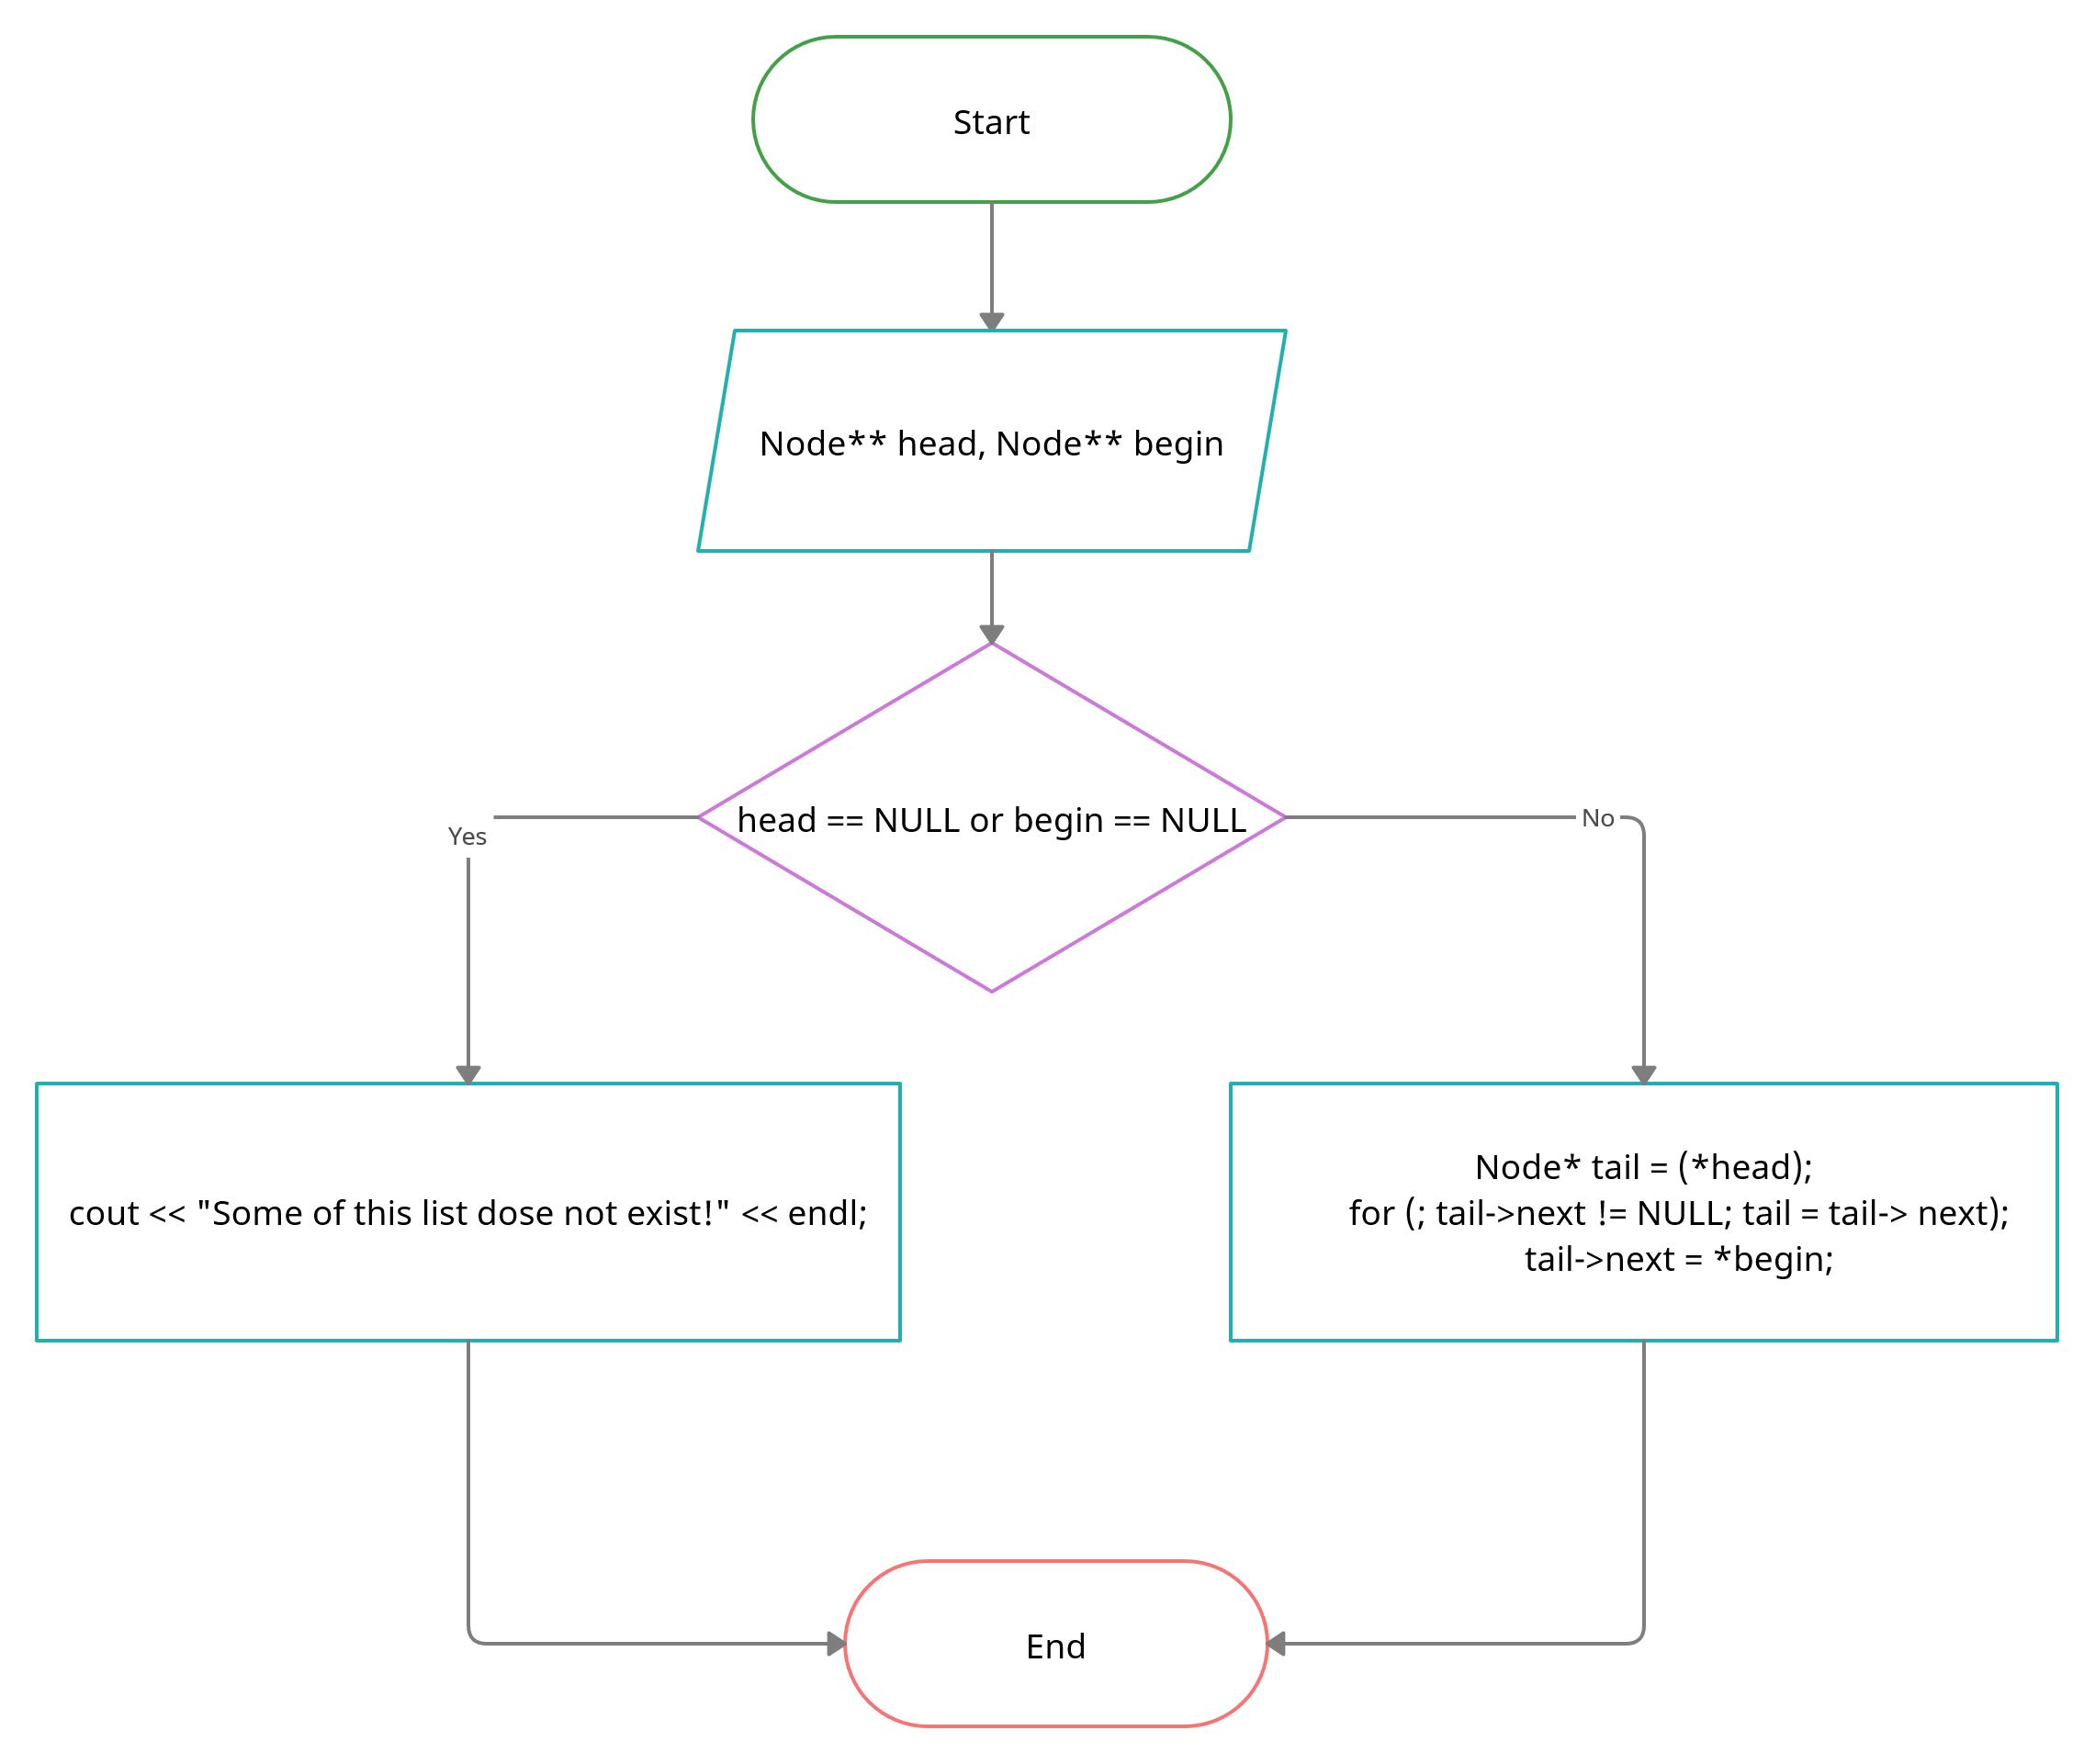 Start
Node** head, Node** begin
head == NULL or begin == NULL
Yes
No
cout << "Some of this list dose not exist!" << endl;
Node* tail = (*head);
for (; tail->next != NULL; tail = tail-> next);
tail->next = *begin;
End